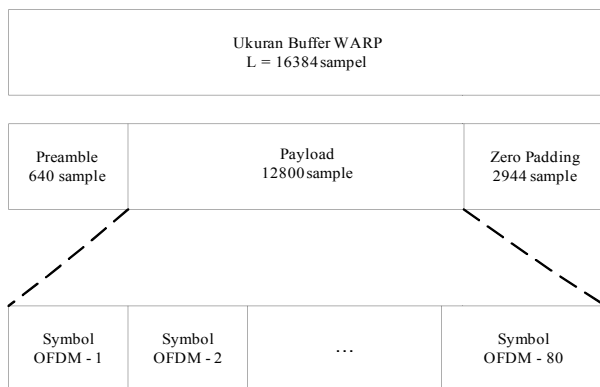 Ukuran Buffer WARP
L = 16384 sampel
Preamble
640 sample
Payload
12800 sample
Zero Padding
2944 sample
Symbol
OFDM - 1
Symbol
OFDM - 2
...
Symbol
OFDM - 80